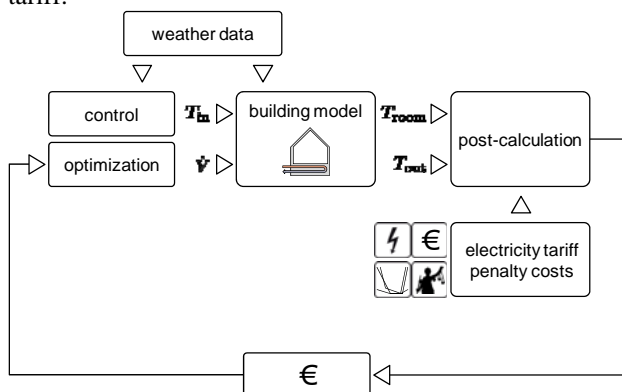 tariff.
weather data
control
T_in
building model
T_room
optimization
V̇
T_out
post-calculation
€
electricity tariff
penalty costs
€